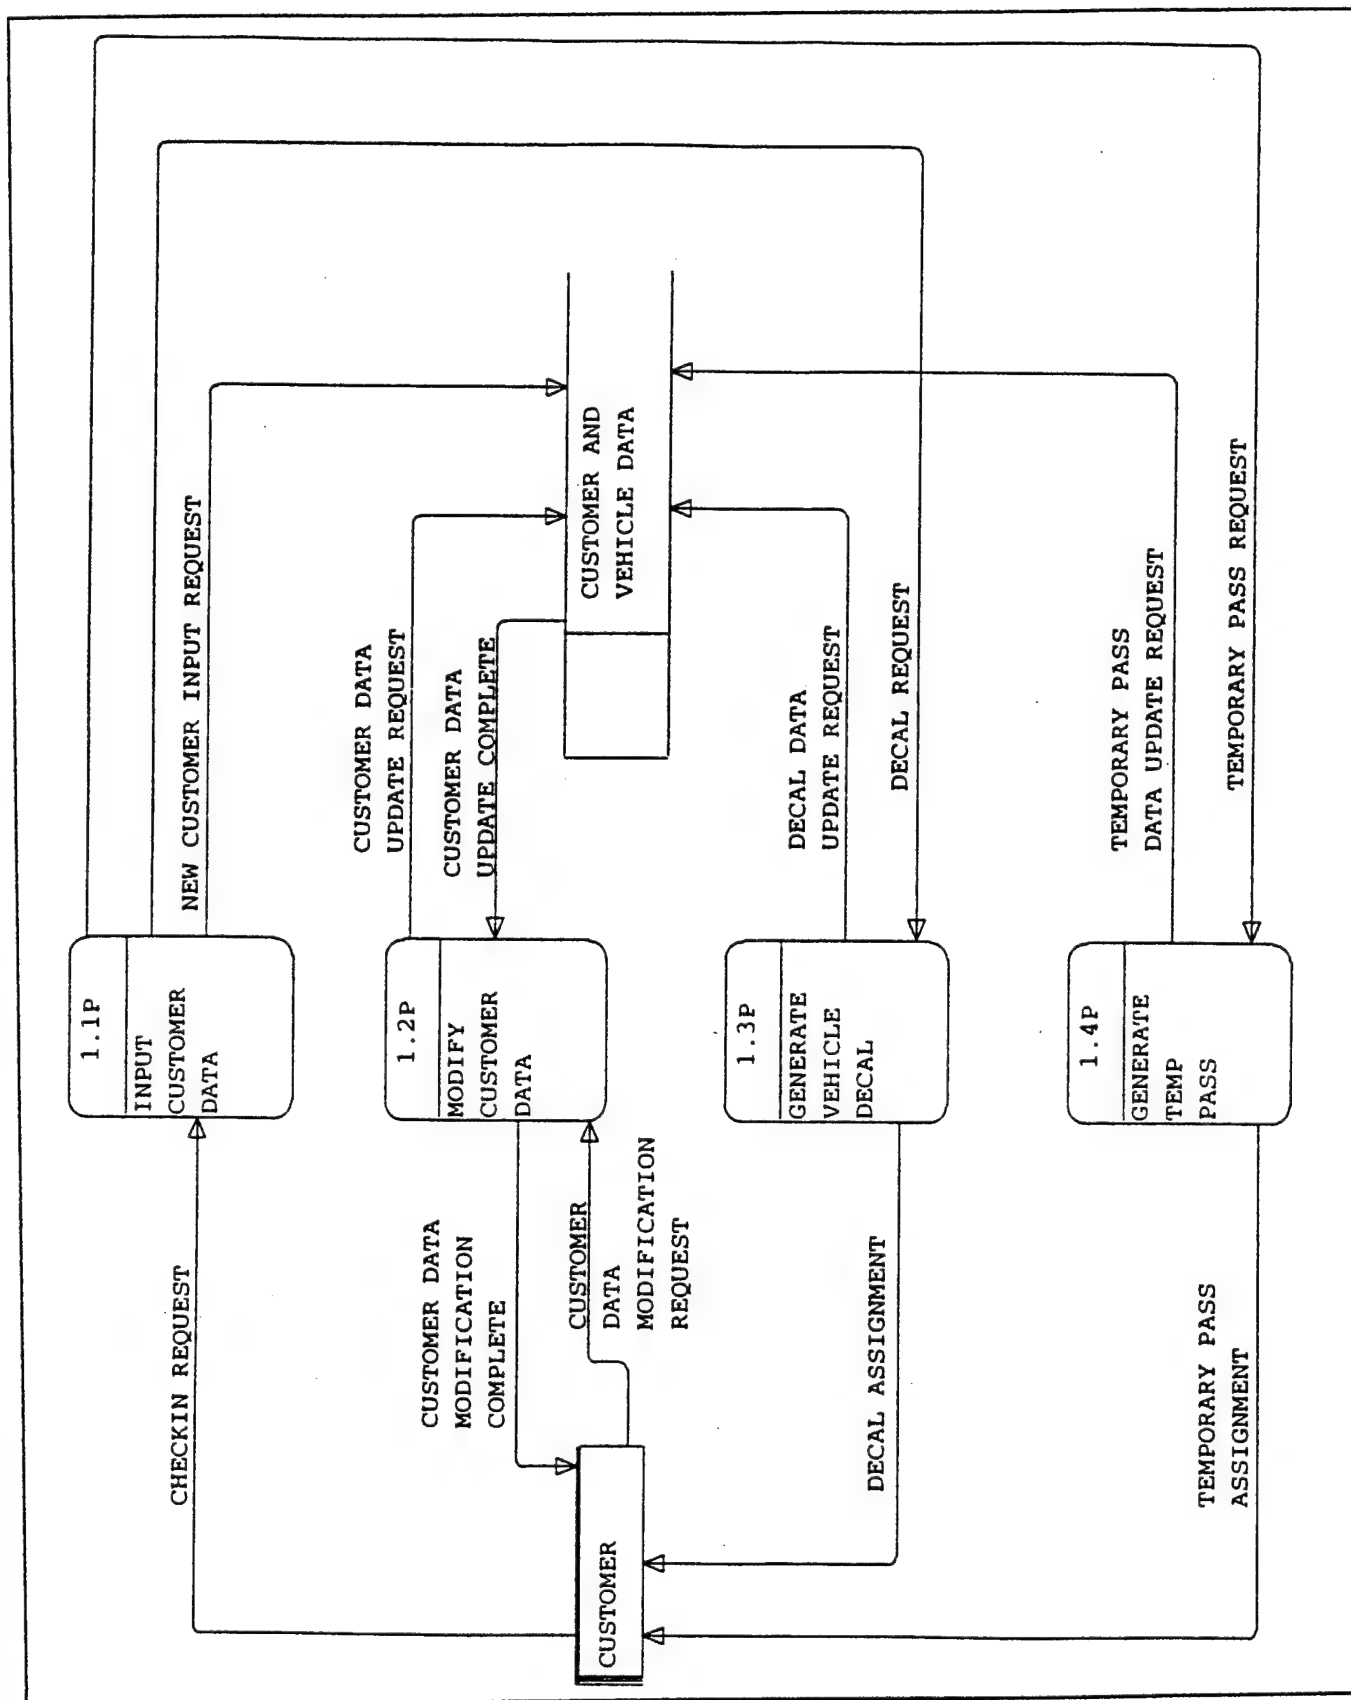 CHECKIN REQUEST
1.1P
INPUT
CUSTOMER
DATA
NEW CUSTOMER INPUT REQUEST
CUSTOMER DATA
MODIFICATION
COMPLETE
CUSTOMER
DATA
MODIFICATION
REQUEST
1.2P
MODIFY
CUSTOMER
DATA
CUSTOMER DATA
UPDATE REQUEST
CUSTOMER DATA
UPDATE COMPLETE
CUSTOMER
CUSTOMER AND
VEHICLE DATA
DECAL ASSIGNMENT
1.3P
GENERATE
VEHICLE
DECAL
DECAL DATA
UPDATE REQUEST
DECAL REQUEST
TEMPORARY PASS
ASSIGNMENT
1.4P
GENERATE
TEMP
PASS
TEMPORARY PASS
DATA UPDATE REQUEST
TEMPORARY PASS REQUEST